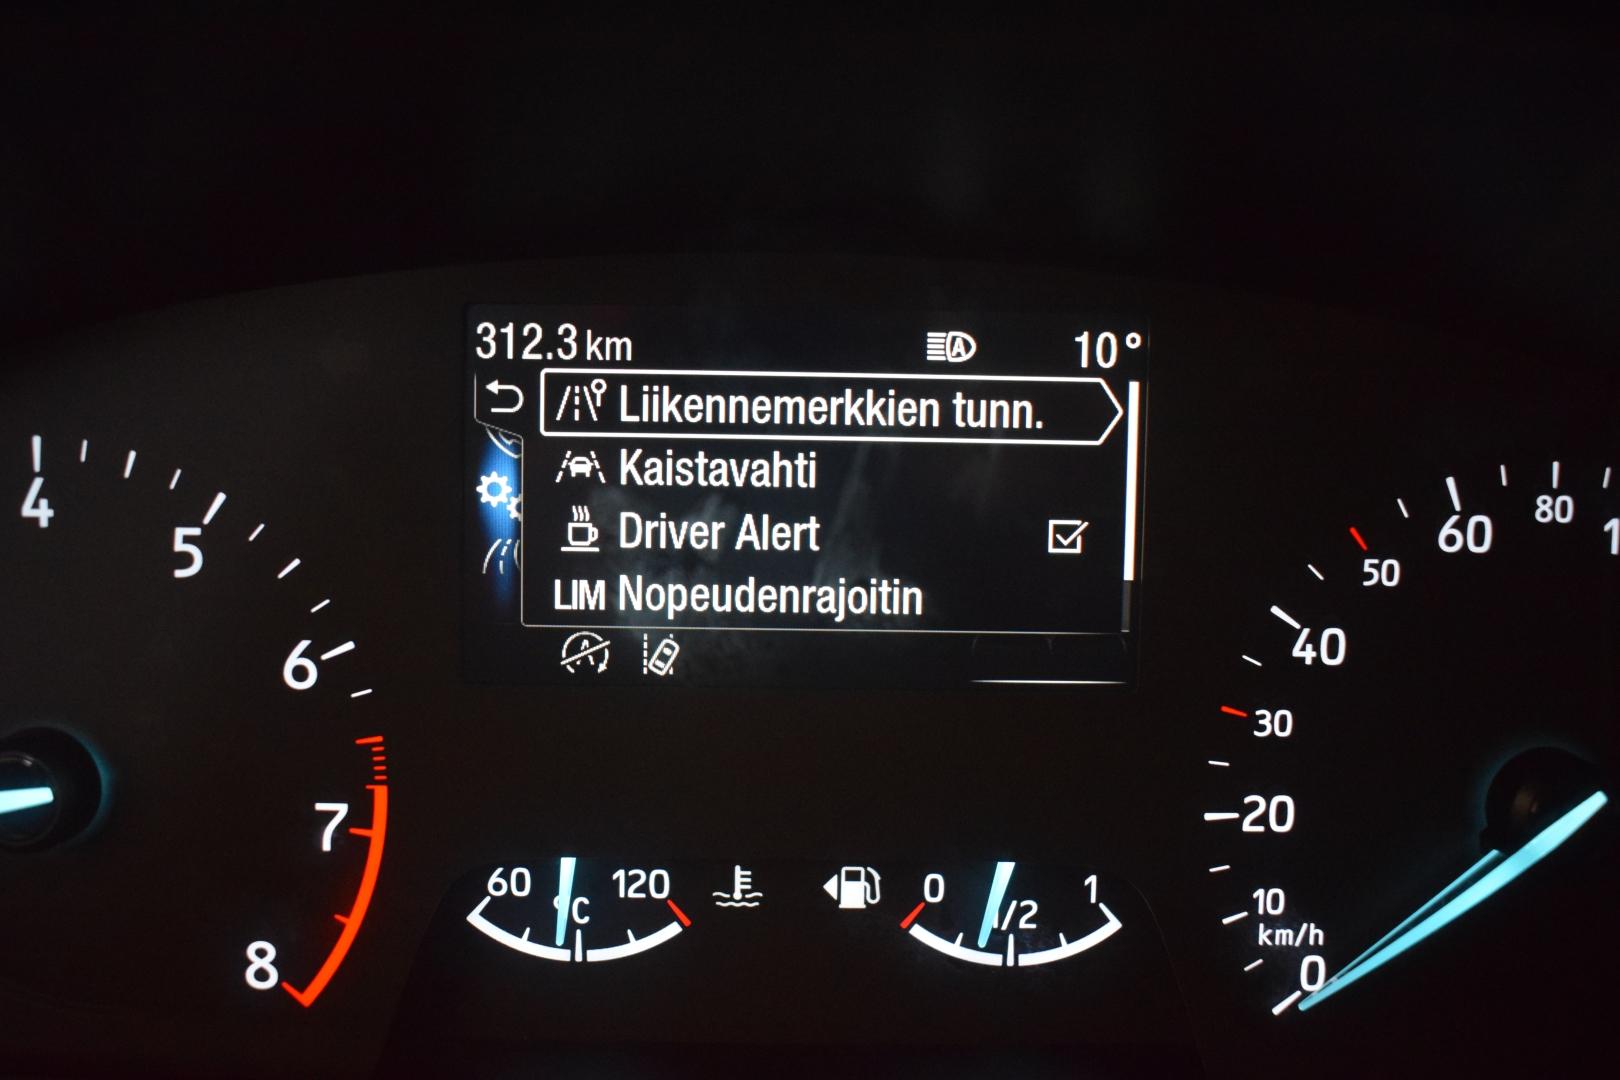 312.3 km A 10°
Liikennemerkkien tunn.
Kaistavahti
Driver Alert
LIM Nopeudenrajoitin
A
4
5
6
7
8
60 °C 120
0 1/2 1
80
60
50
40
30
20
10
km/h
0